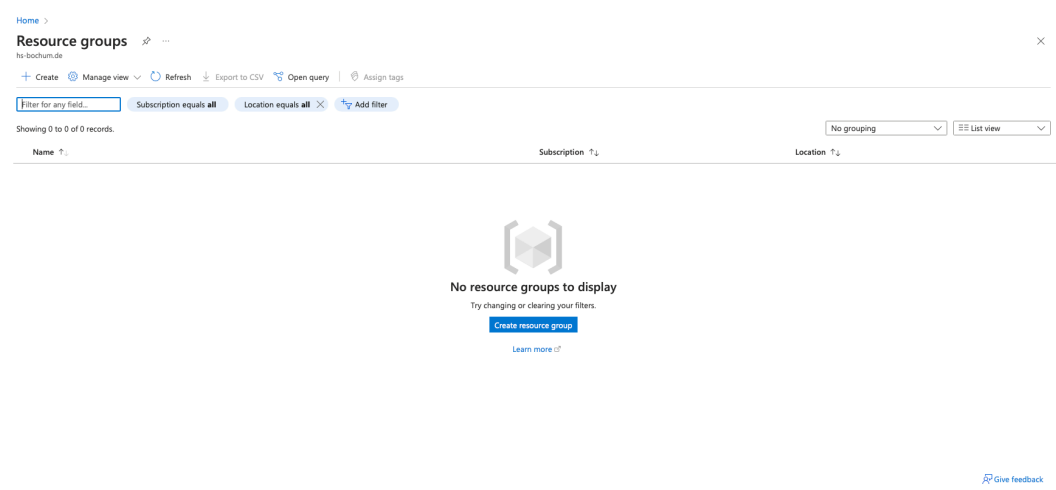 Home >
Resource groups
hs-bochum.de
Create Manage view Refresh Export to CSV Open query Assign tags
Filter for any field... Subscription equals all Location equals all Add filter
Showing 0 to 0 of 0 records. No grouping List view
Name Subscription Location
No resource groups to display
Try changing or clearing your filters.
Create resource group
Learn more
Give feedback